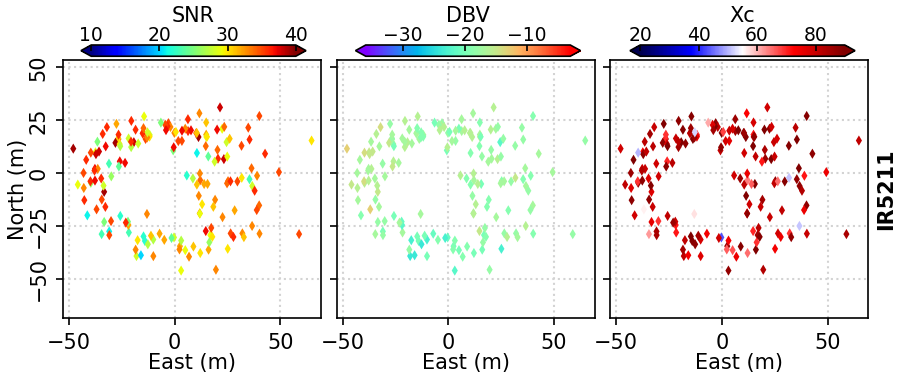 SNR DBV Xc
10 20 30 40 −30 −20 −10 20 40 60 80
50
25
0
−25
−50
North (m)
−50 0 50 −50 0 50 −50 0 50
East (m) East (m) East (m)
IR5211